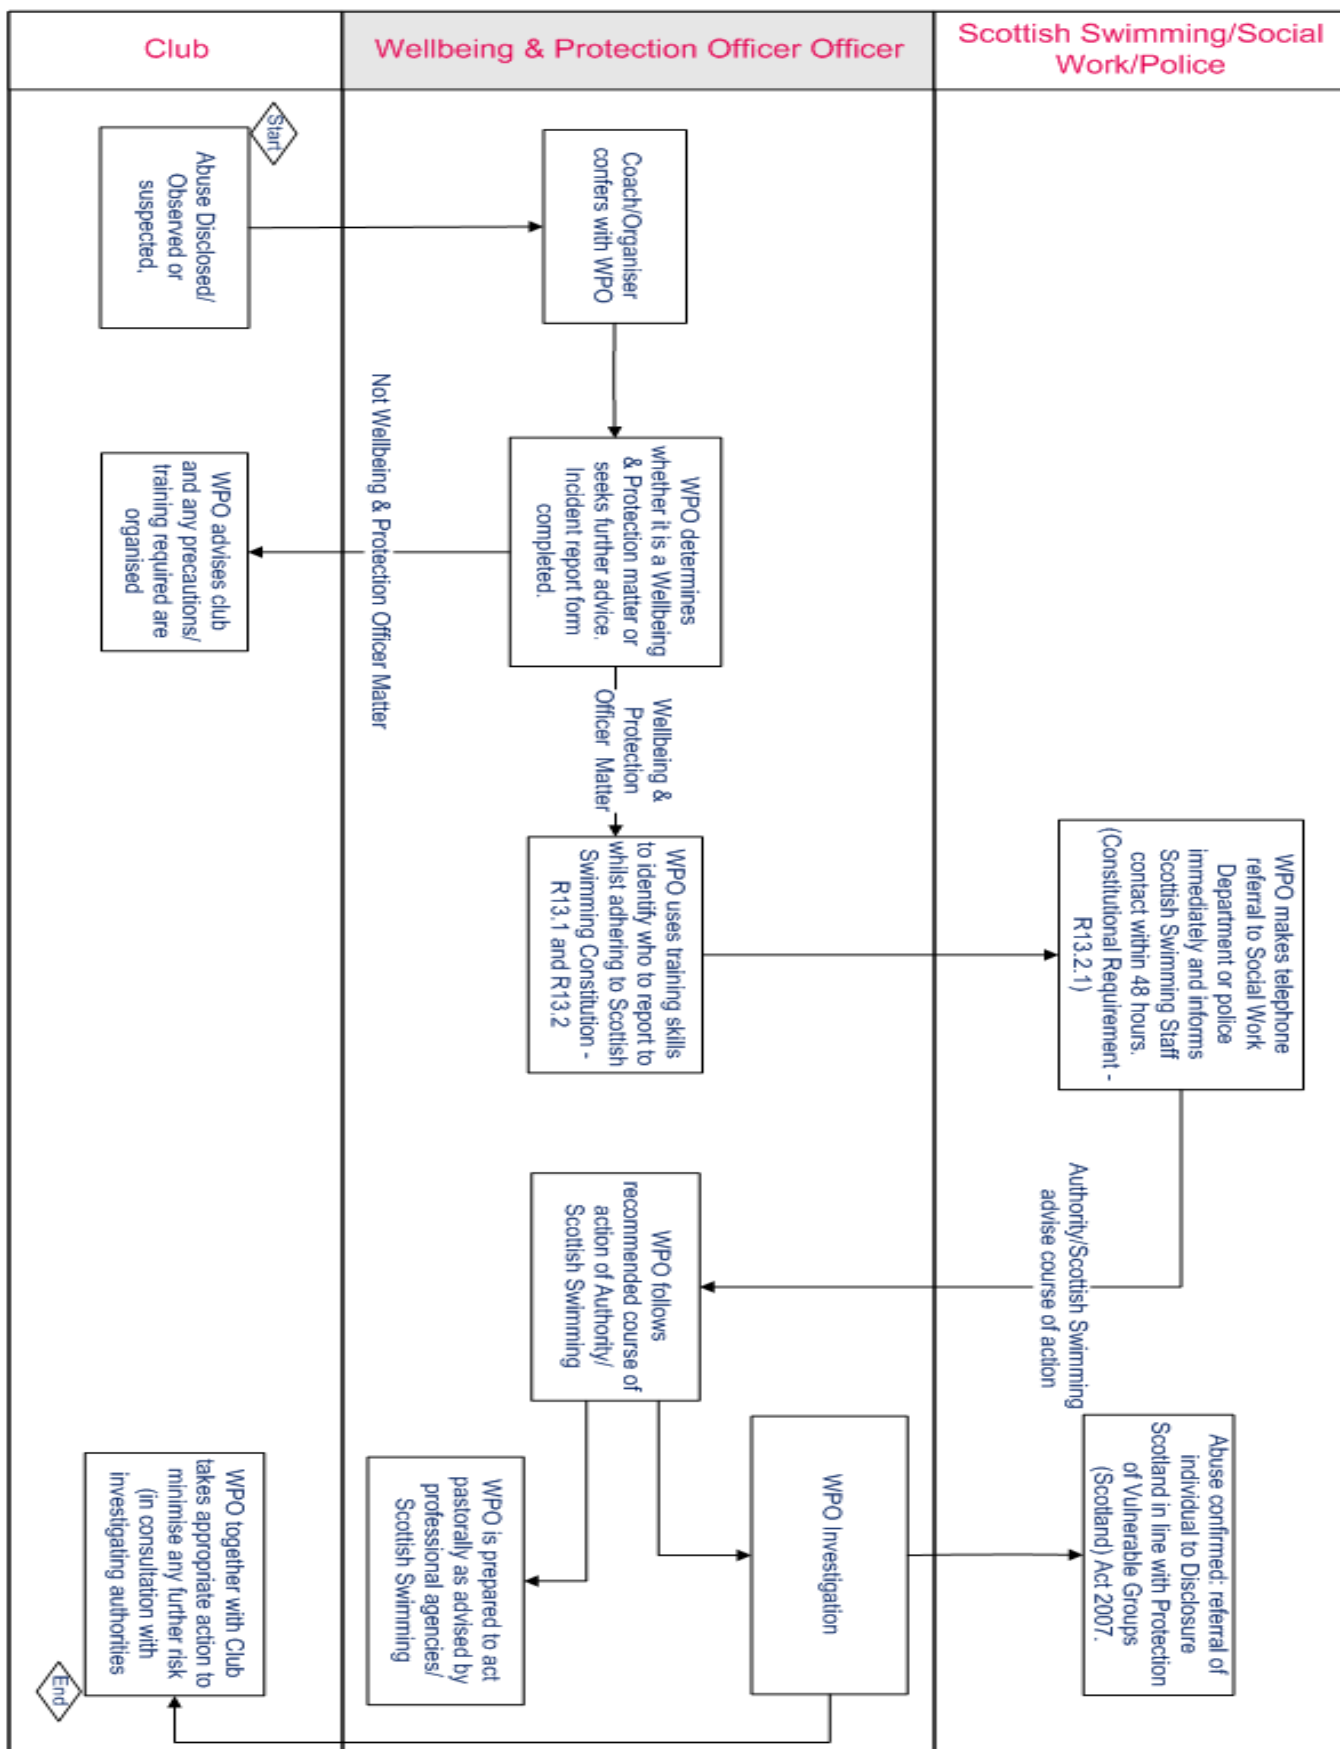 Club
Wellbeing & Protection Officer Officer
Scottish Swimming/Social
Work/Police
Start
Abuse Disclosed/
Observed or
suspected,
Coach/Organiser
confers with WPO
WPO determines
whether it is a Wellbeing
& Protection matter or
seeks further advice.
Incident report form
completed.
Not Wellbeing & Protection Officer Matter
WPO advises club
and any precautions/
training required are
organised
Wellbeing &
Protection
Officer Matter
WPO uses training skills
to identify who to report to
whilst adhering to Scottish
Swimming Constitution -
R13.1 and R13.2
WPO makes telephone
referral to Social Work
Department or police
immediately and informs
Scottish Swimming Staff
contact within 48 hours.
(Constitutional Requirement -
R13.2.1)
Authority/Scottish Swimming
advise course of action
WPO follows
recommended course of
action of Authority/
Scottish Swimming
WPO is prepared to act
pastorally as advised by
professional agencies/
Scottish Swimming
WPO Investigation
Abuse confirmed: referral of
individual to Disclosure
Scotland in line with Protection
of Vulnerable Groups
(Scotland) Act 2007.
WPO together with Club
takes appropriate action to
minimise any further risk
(in consultation with
investigating authorities
End